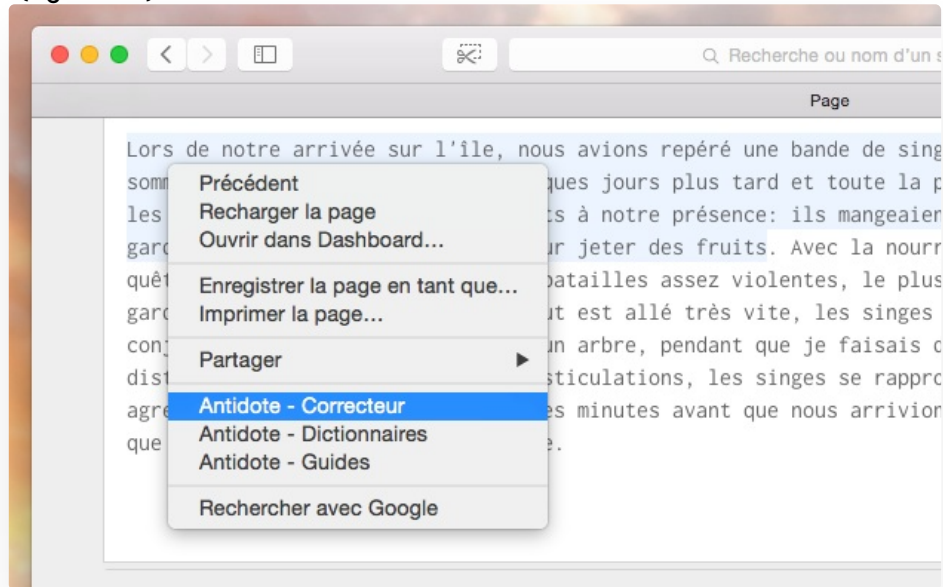 Recherche ou nom d'un s
Page
Lors de notre arrivée sur l'île, nous avions repéré une bande de sing
somm
ques jours plus tard et toute la p
les
ts à notre présence: ils mangeaien
garc
ur jeter des fruits. Avec la nourr
quêt
batailles assez violentes, le plus
garc
ut est allé très vite, les singes
conj
un arbre, pendant que je faisais d
dist
sticulations, les singes se rappro
agre
es minutes avant que nous arrivion
que
e.
Précédent
Recharger la page
Ouvrir dans Dashboard...
Enregistrer la page en tant que...
Imprimer la page...
Partager
Antidote - Correcteur
Antidote - Dictionnaires
Antidote - Guides
Rechercher avec Google